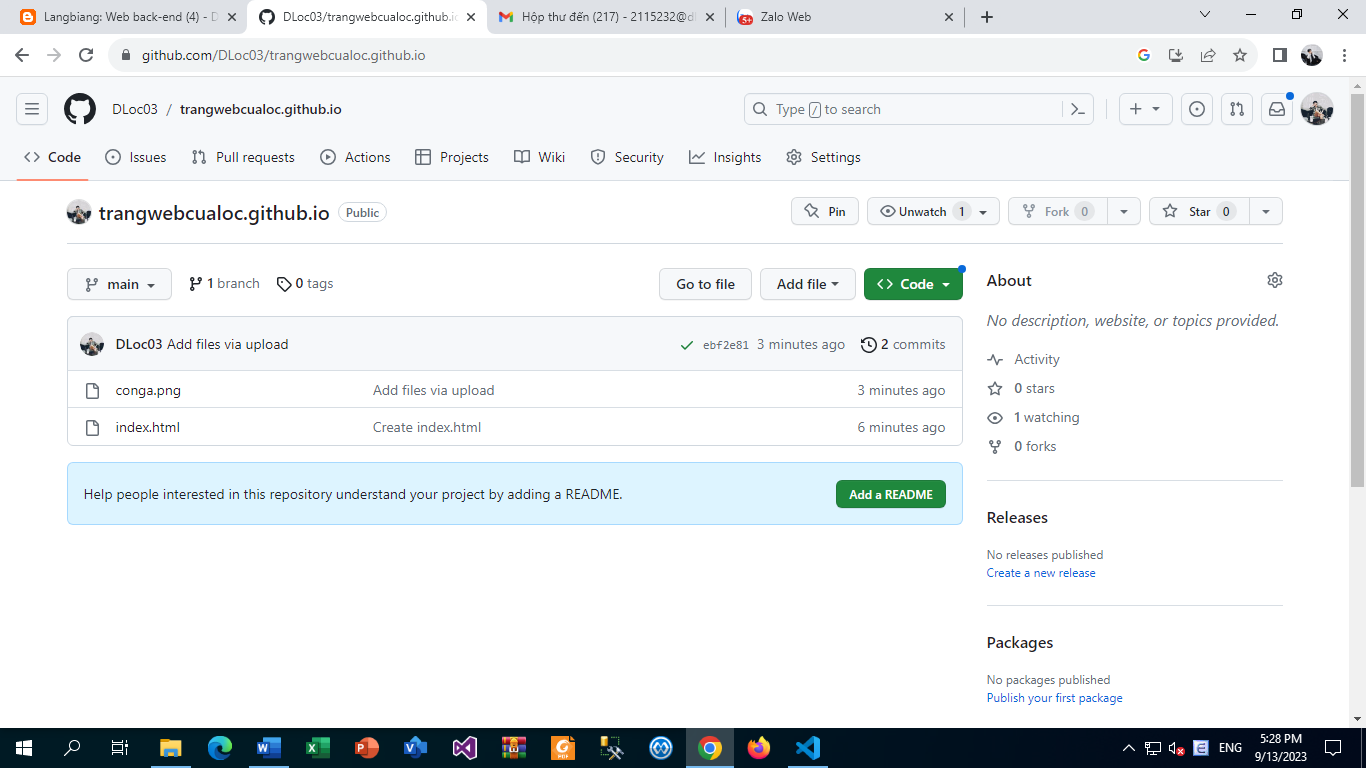 Langbiang: Web back-end (4) - D
DLoc03/trangwebcualoc.github.io
Hộp thư đến (217) - 2115232@dl
5+
Zalo Web
github.com/DLoc03/trangwebcualoc.github.io
DLoc03 / trangwebcualoc.github.io
Type / to search
Code
Issues
Pull requests
Actions
Projects
Wiki
Security
Insights
Settings
trangwebcualoc.github.io
Public
Pin
Unwatch 1
Fork 0
Star 0
main
1 branch
0 tags
Go to file
Add file
Code
DLoc03 Add files via upload
ebf2e81 3 minutes ago
2 commits
conga.png Add files via upload 3 minutes ago
index.html Create index.html 6 minutes ago
Help people interested in this repository understand your project by adding a README.
Add a README
About
No description, website, or topics provided.
Activity
0 stars
1 watching
0 forks
Releases
No releases published
Create a new release
Packages
No packages published
Publish your first package
ENG
5:28 PM
9/13/2023